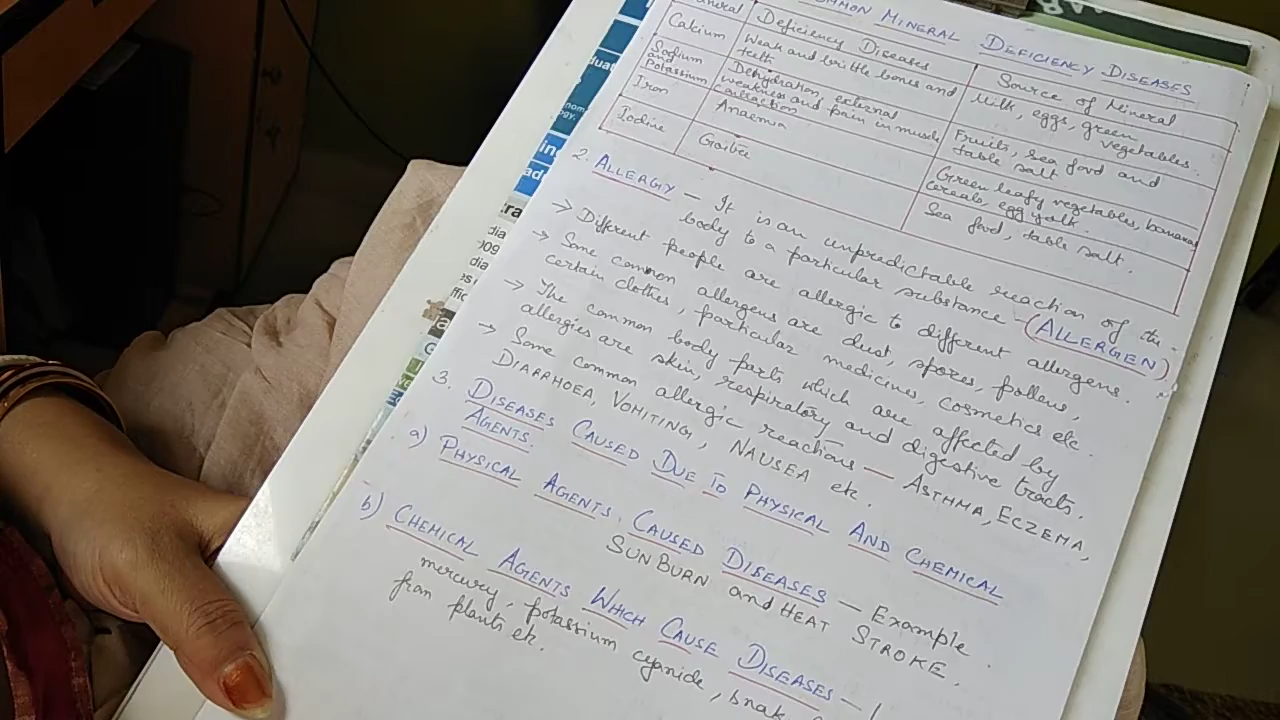 COMMON MINERAL DEFICIENCY DISEASES
Deficiency Diseases Source of Mineral
Calcium Weak and brittle bones and teeth Milk, eggs, green vegetables.
Sodium and Potassium Dehydration, external weakness and pain in muscle contraction Fruits, sea food and table salt.
Iron Anaemia Green leafy vegetables, bananas cereals, egg yolk.
Iodine Goitre Sea food, table salt.
2. ALLERGY — It is an unpredictable reaction of the
body to a particular substance - (ALLERGEN)
→ Different people are allergic to different allergens.
→ Some common allergens are dust, spores, pollens,
certain clothes, particular medicines, cosmetics etc.
→ The common body parts which are affected by
allergies are skin, respiratory and digestive tracts.
→ Some common allergic reactions — ASTHMA, ECZEMA,
DIARRHOEA, VOMITING, NAUSEA etc.
3. DISEASES CAUSED DUE TO PHYSICAL AND CHEMICAL
AGENTS.
a) PHYSICAL AGENTS CAUSED DISEASES — Example
SUNBURN and HEAT STROKE.
b) CHEMICAL AGENTS WHICH CAUSE DISEASES —
mercury, potassium cyanide,
from plants etc.